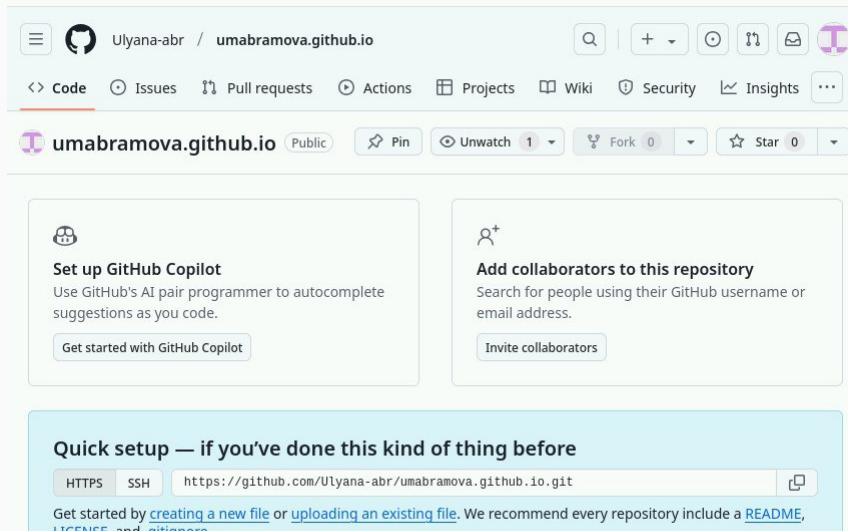 Ulyana-abr / umabramova.github.io
Code Issues Pull requests Actions Projects Wiki Security Insights ...
umabramova.github.io Public Pin Unwatch 1 Fork 0 Star 0
Set up GitHub Copilot
Use GitHub's AI pair programmer to autocomplete
suggestions as you code.
Get started with GitHub Copilot
Add collaborators to this repository
Search for people using their GitHub username or
email address.
Invite collaborators
Quick setup — if you’ve done this kind of thing before
HTTPS SSH https://github.com/Ulyana-abr/umabramova.github.io.git
Get started by creating a new file or uploading an existing file. We recommend every repository include a README,
LICENSE, and .gitignore.